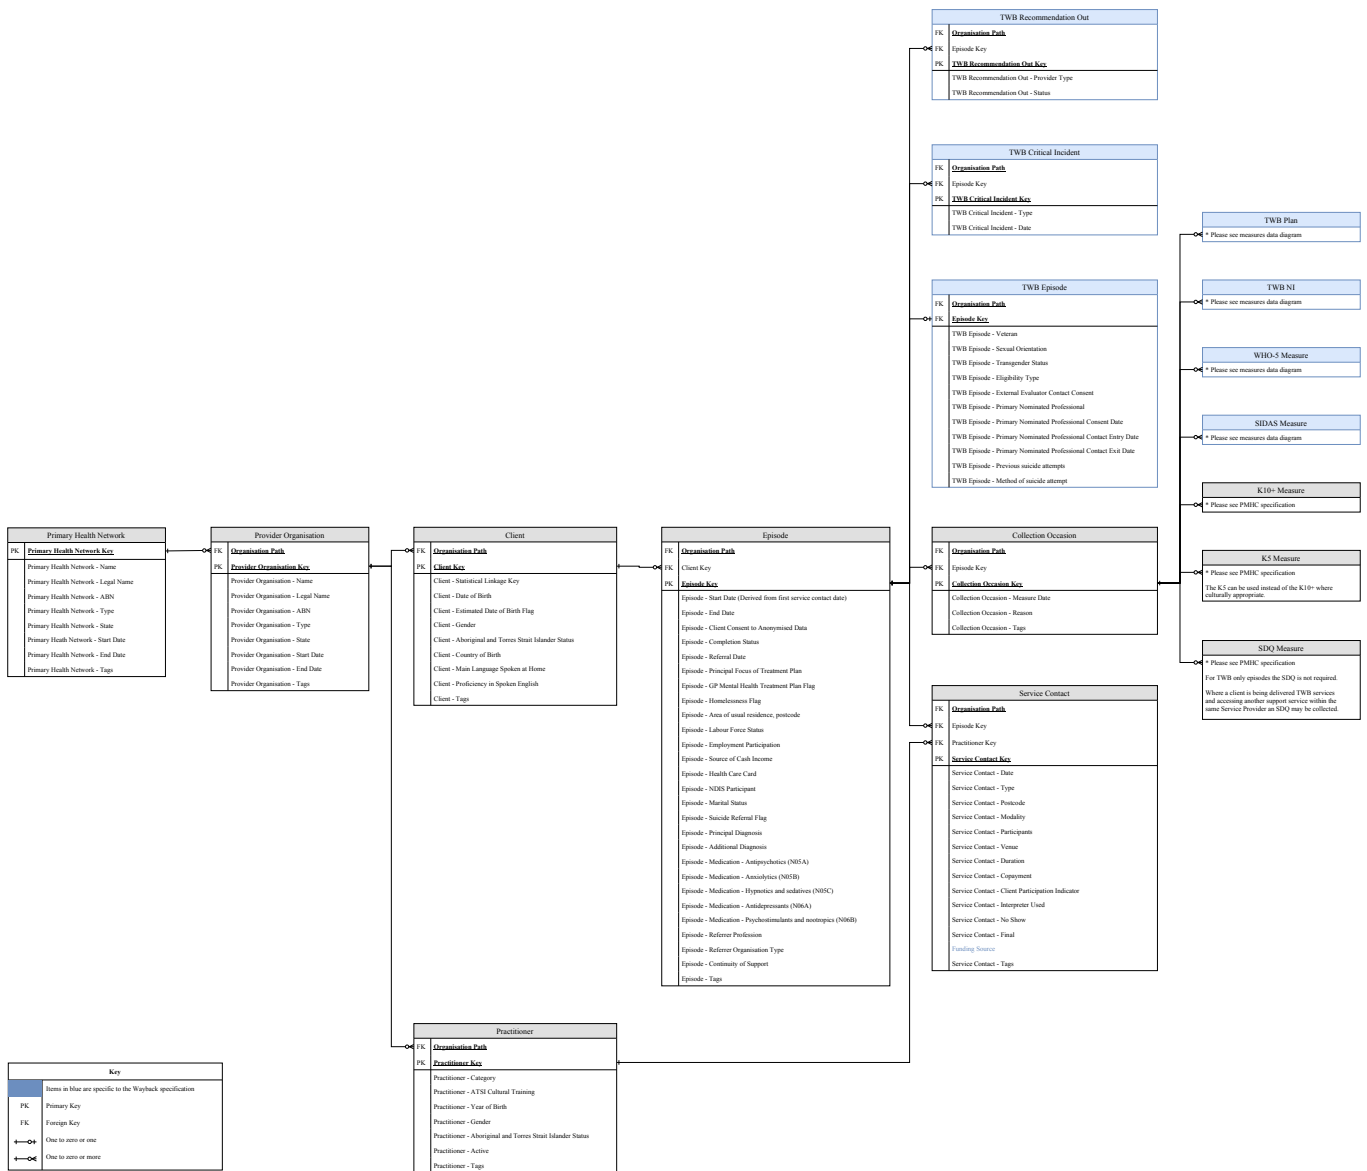 TWB Recommendation Out
FK Organisation Path
FK Episode Key
PK TWB Recommendation Out Key
TWB Recommendation Out - Provider Type
TWB Recommendation Out - Status
TWB Critical Incident
FK Organisation Path
FK Episode Key
PK TWB Critical Incident Key
TWB Critical Incident - Type
TWB Critical Incident - Date
TWB Episode
FK Organisation Path
FK Episode Key
TWB Episode - Veteran
TWB Episode - Sexual Orientation
TWB Episode - Transgender Status
TWB Episode - Eligibility Type
TWB Episode - External Evaluator Contact Consent
TWB Episode - Primary Nominated Professional
TWB Episode - Primary Nominated Professional Consent Date
TWB Episode - Primary Nominated Professional Contact Entry Date
TWB Episode - Primary Nominated Professional Contact Exit Date
TWB Episode - Previous suicide attempts
TWB Episode - Method of suicide attempt
TWB Plan
* Please see measures data diagram
TWB NI
* Please see measures data diagram
WHO-5 Measure
* Please see measures data diagram
SIDAS Measure
* Please see measures data diagram
K10+ Measure
* Please see PMHC specification
K5 Measure
* Please see PMHC specification
The K5 can be used instead of the K10+ where
culturally appropriate.
SDQ Measure
* Please see PMHC specification
For TWB only episodes the SDQ is not required.
Where a client is being delivered TWB services
and accessing another support service within the
same Service Provider an SDQ may be collected.
Primary Health Network
PK Primary Health Network Key
Primary Health Network - Name
Primary Health Network - Legal Name
Primary Health Network - ABN
Primary Health Network - Type
Primary Health Network - State
Primary Heath Network - Start Date
Primary Health Network - End Date
Primary Health Network - Tags
Provider Organisation
FK Organisation Path
PK Provider Organisation Key
Provider Organisation - Name
Provider Organisation - Legal Name
Provider Organisation - ABN
Provider Organisation - Type
Provider Organisation - State
Provider Organisation - Start Date
Provider Organisation - End Date
Provider Organisation - Tags
Client
FK Organisation Path
PK Client Key
Client - Statistical Linkage Key
Client - Date of Birth
Client - Estimated Date of Birth Flag
Client - Gender
Client - Aboriginal and Torres Strait Islander Status
Client - Country of Birth
Client - Main Language Spoken at Home
Client - Proficiency in Spoken English
Client - Tags
Episode
FK Organisation Path
FK Client Key
PK Episode Key
Episode - Start Date (Derived from first service contact date)
Episode - End Date
Episode - Client Consent to Anonymised Data
Episode - Completion Status
Episode - Referral Date
Episode - Principal Focus of Treatment Plan
Episode - GP Mental Health Treatment Plan Flag
Episode - Homelessness Flag
Episode - Area of usual residence, postcode
Episode - Labour Force Status
Episode - Employment Participation
Episode - Source of Cash Income
Episode - Health Care Card
Episode - NDIS Participant
Episode - Marital Status
Episode - Suicide Referral Flag
Episode - Principal Diagnosis
Episode - Additional Diagnosis
Episode - Medication - Antipsychotics (N05A)
Episode - Medication - Anxiolytics (N05B)
Episode - Medication - Hypnotics and sedatives (N05C)
Episode - Medication - Antidepressants (N06A)
Episode - Medication - Psychostimulants and nootropics (N06B)
Episode - Referrer Profession
Episode - Referrer Organisation Type
Episode - Continuity of Support
Episode - Tags
Collection Occasion
FK Organisation Path
FK Episode Key
PK Collection Occasion Key
Collection Occasion - Measure Date
Collection Occasion - Reason
Collection Occasion - Tags
Service Contact
FK Organisation Path
FK Episode Key
FK Practitioner Key
PK Service Contact Key
Service Contact - Date
Service Contact - Type
Service Contact - Postcode
Service Contact - Modality
Service Contact - Participants
Service Contact - Venue
Service Contact - Duration
Service Contact - Copayment
Service Contact - Client Participation Indicator
Service Contact - Interpreter Used
Service Contact - No Show
Service Contact - Final
Funding Source
Service Contact - Tags
Practitioner
FK Organisation Path
PK Practitioner Key
Practitioner - Category
Practitioner - ATSI Cultural Training
Practitioner - Year of Birth
Practitioner - Gender
Practitioner - Aboriginal and Torres Strait Islander Status
Practitioner - Active
Practitioner - Tags
Key
Items in blue are specific to the Wayback specification
PK Primary Key
FK Foreign Key
One to zero or one
One to zero or more